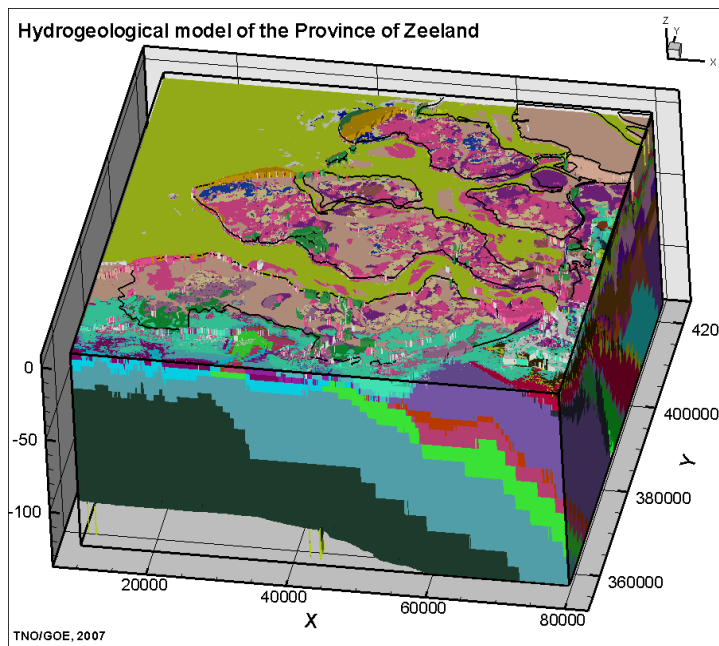 Hydrogeological model of the Province of Zeeland
Z
Y
X
0
-50
-100
20000
40000
60000
80000
X
360000
380000
400000
420
Y
TNO/GOE, 2007